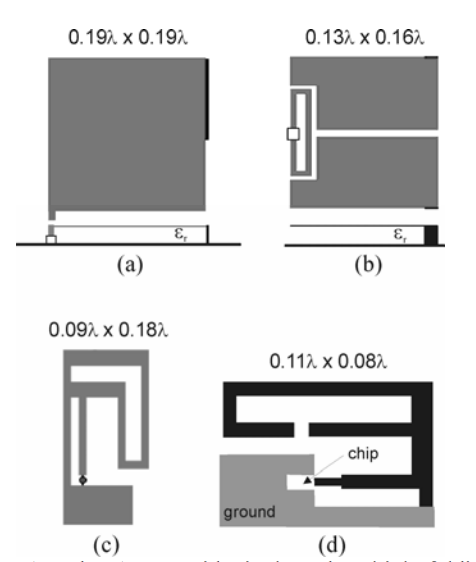 0.19λ x 0.19λ
0.13λ x 0.16λ
εr
εr
(a)
(b)
0.09λ x 0.18λ
0.11λ x 0.08λ
chip
ground
(c)
(d)